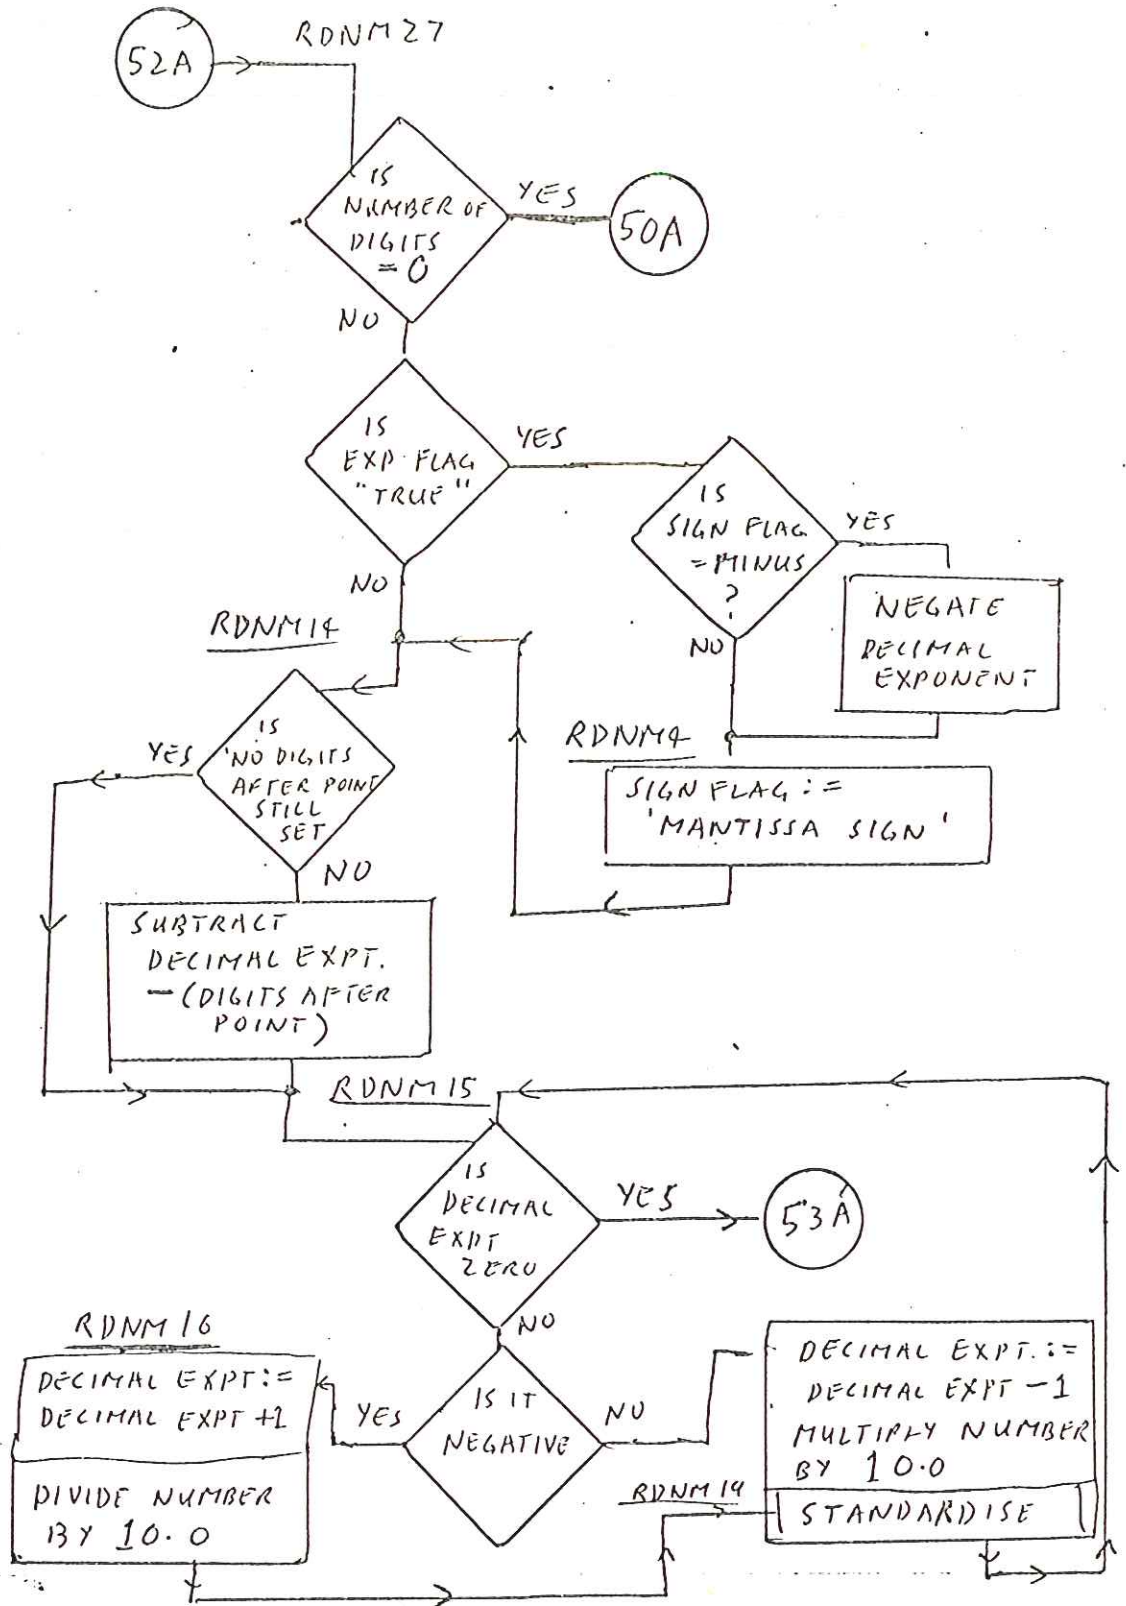 RDNM27
52A
IS
NUMBER OF
DIGITS
= 0
YES
50A
NO
IS
EXP FLAG
"TRUE"
YES
NO
IS
SIGN FLAG
= MINUS
?
YES
NO
NEGATE
DECIMAL
EXPONENT
RDNM14
RDNM4
SIGN FLAG :=
'MANTISSA SIGN'
IS
'NO DIGITS
AFTER POINT
STILL
SET
YES
NO
SUBTRACT
DECIMAL EXPT.
—(DIGITS AFTER
POINT)
RDNM15
IS
DECIMAL
EXPT
ZERO
YES
53A
NO
RDNM16
DECIMAL EXPT :=
DECIMAL EXPT +1
DIVIDE NUMBER
BY 10.0
IS IT
NEGATIVE
YES
NO
DECIMAL EXPT. :=
DECIMAL EXPT -1
MULTIPLY NUMBER
BY 10.0
RDNM19
STANDARDISE